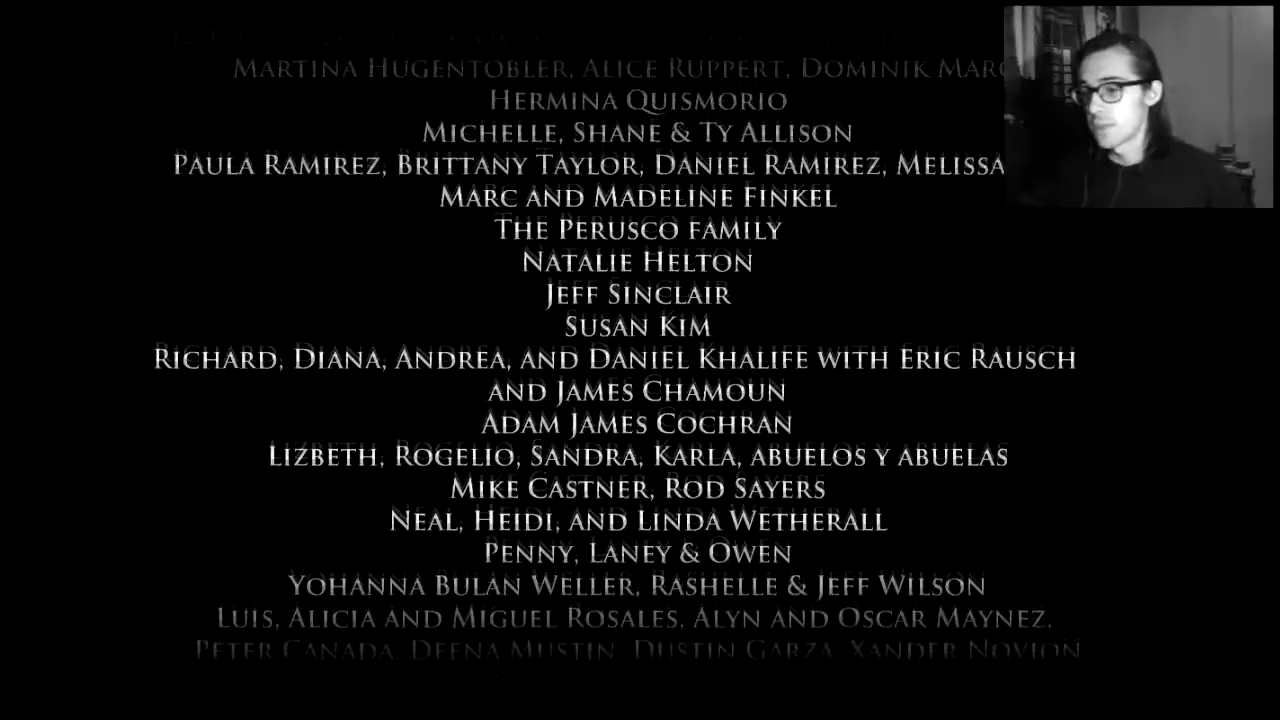 Martina Hugentobler, Alice Ruppert, Dominik
Hermina Quismorio
Michelle, Shane & Ty Allison
Paula Ramirez, Brittany Taylor, Daniel Ramirez, Melissa
Marc and Madeline Finkel
The Perusco family
Natalie Helton
Jeff Sinclair
Susan Kim
Richard, Diana, Andrea, and Daniel Khalife with Eric Rausch
and James Chamoun
Adam James Cochran
Lizbeth, Rogelio, Sandra, Karla, abuelos y abuelas
Mike Castner, Rod Sayers
Neal, Heidi, and Linda Wetherall
Penny, Laney & Owen
Yohanna Bulan Weller, Rashelle & Jeff Wilson
Luis, Alicia and Miguel Rosales, Alyn and Oscar Maynez,
Peter Canada, Deena Mustin, Dustin Garza, Xander Novion